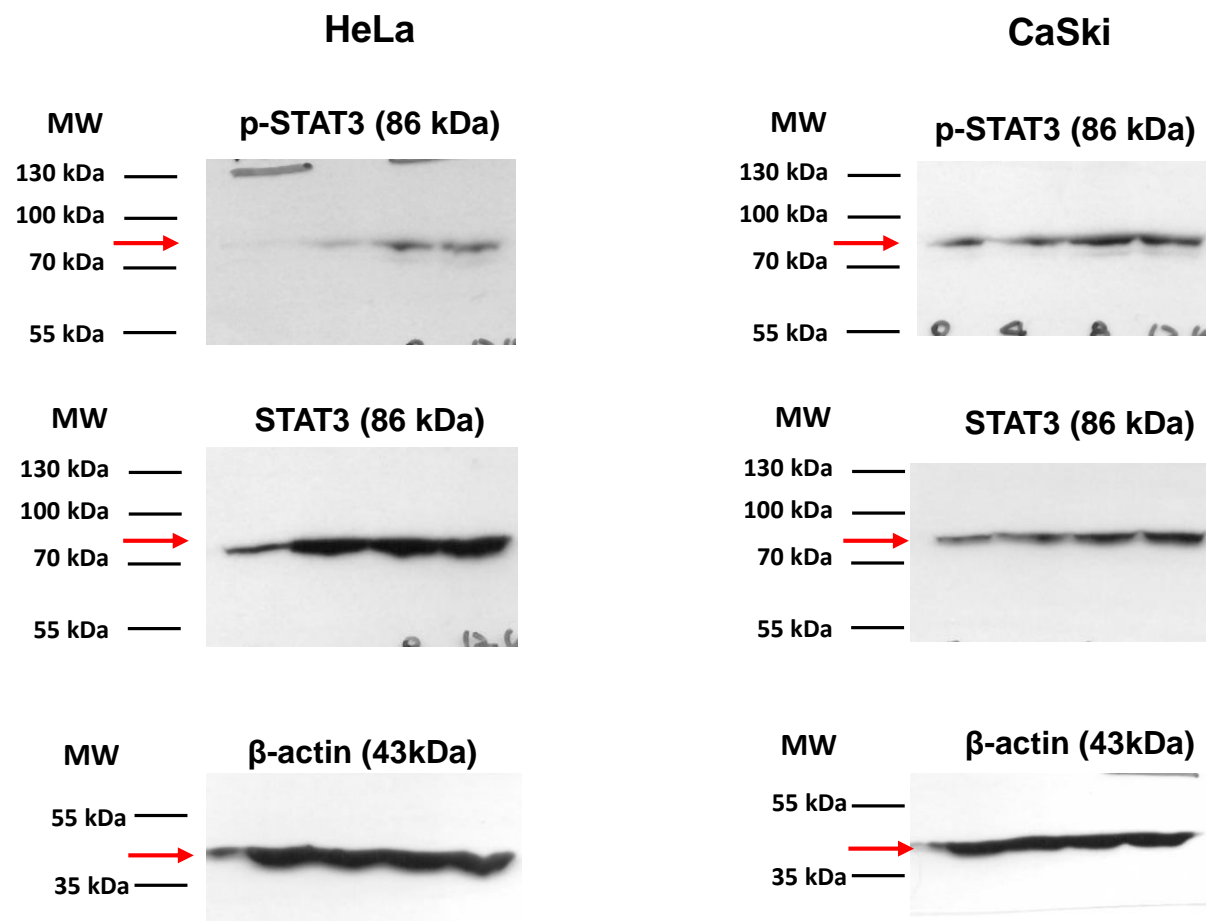 HeLa
MW
p-STAT3 (86 kDa)
130 kDa
100 kDa
70 kDa
55 kDa
MW
STAT3 (86 kDa)
130 kDa
100 kDa
70 kDa
55 kDa
MW
β-actin (43kDa)
55 kDa
35 kDa
CaSki
MW
p-STAT3 (86 kDa)
130 kDa
100 kDa
70 kDa
55 kDa
0 4 8
MW
STAT3 (86 kDa)
130 kDa
100 kDa
70 kDa
55 kDa
MW
β-actin (43kDa)
55 kDa
35 kDa